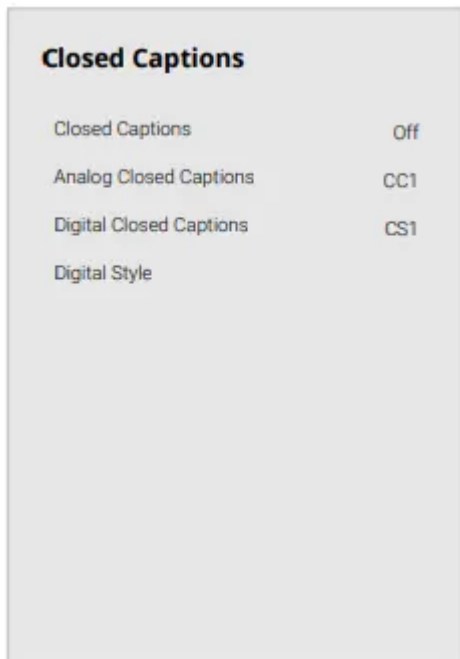 Closed Captions
Closed Captions Off
Analog Closed Captions CC1
Digital Closed Captions CS1
Digital Style